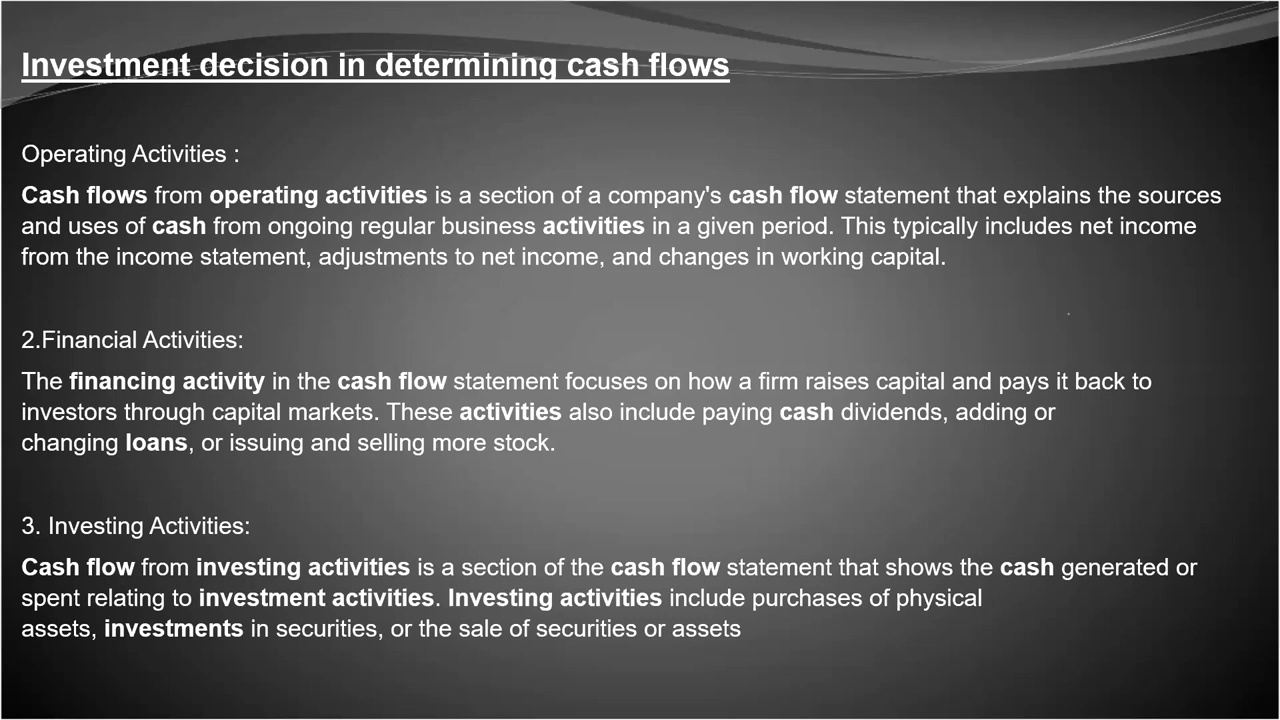 Investment decision in determining cash flows
Operating Activities :
Cash flows from operating activities is a section of a company's cash flow statement that explains the sources
and uses of cash from ongoing regular business activities in a given period. This typically includes net income
from the income statement, adjustments to net income, and changes in working capital.
2.Financial Activities:
The financing activity in the cash flow statement focuses on how a firm raises capital and pays it back to
investors through capital markets. These activities also include paying cash dividends, adding or
changing loans, or issuing and selling more stock.
3. Investing Activities:
Cash flow from investing activities is a section of the cash flow statement that shows the cash generated or
spent relating to investment activities. Investing activities include purchases of physical
assets, investments in securities, or the sale of securities or assets